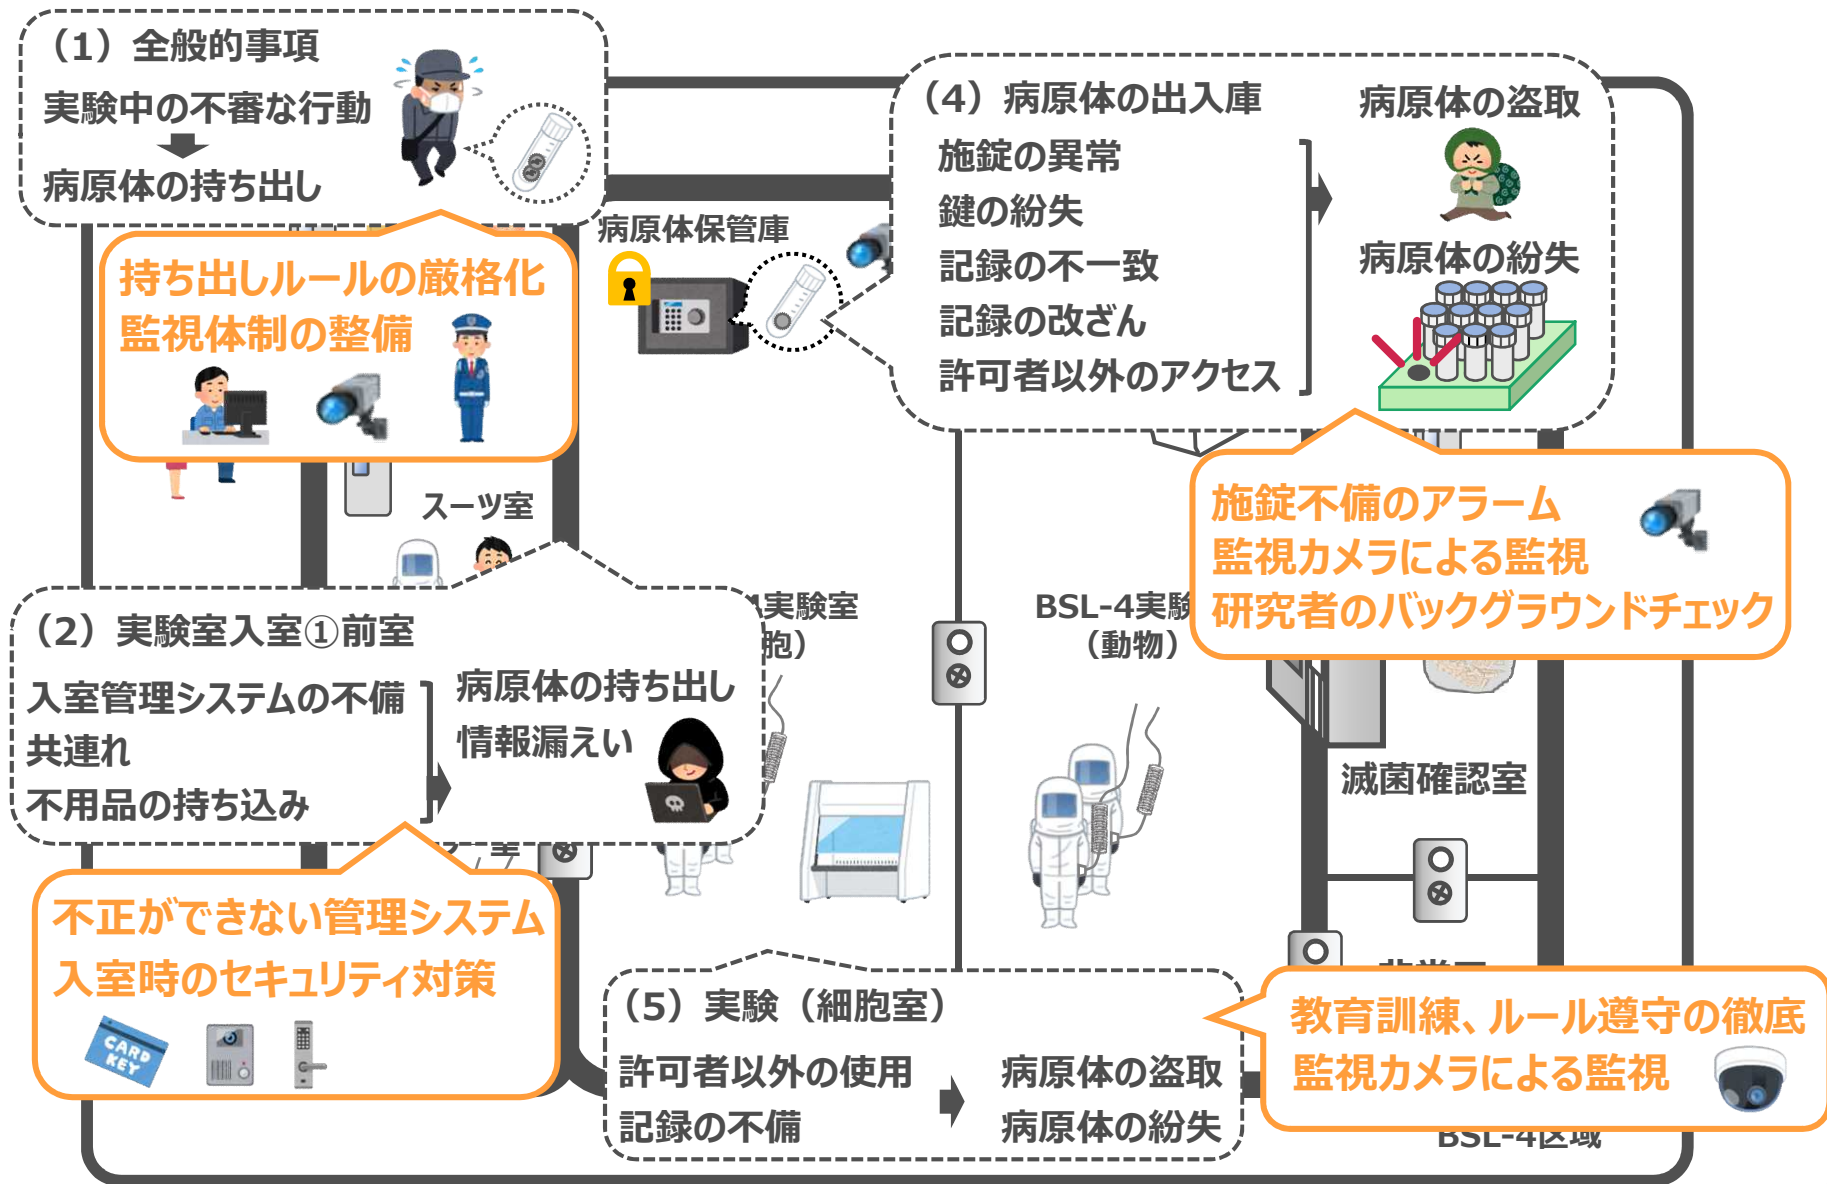 （1）全般的事項
実験中の不審な行動
病原体の持ち出し
持ち出しルールの厳格化
監視体制の整備
病原体保管庫
（4）病原体の出入庫
施錠の異常
鍵の紛失
記録の不一致
記録の改ざん
許可者以外のアクセス
病原体の盗取
病原体の紛失
施錠不備のアラーム
監視カメラによる監視
研究者のバックグラウンドチェック
スーツ室
（2）実験室入室①前室
入室管理システムの不備
共連れ
不用品の持ち込み
病原体の持ち出し
情報漏えい
不正ができない管理システム
入室時のセキュリティ対策
CARD
KEY
実験室
胞）
BSL-4実験
（動物）
滅菌確認室
（5）実験（細胞室）
許可者以外の使用
記録の不備
病原体の盗取
病原体の紛失
教育訓練、ルール遵守の徹底
監視カメラによる監視
BSL-4区域